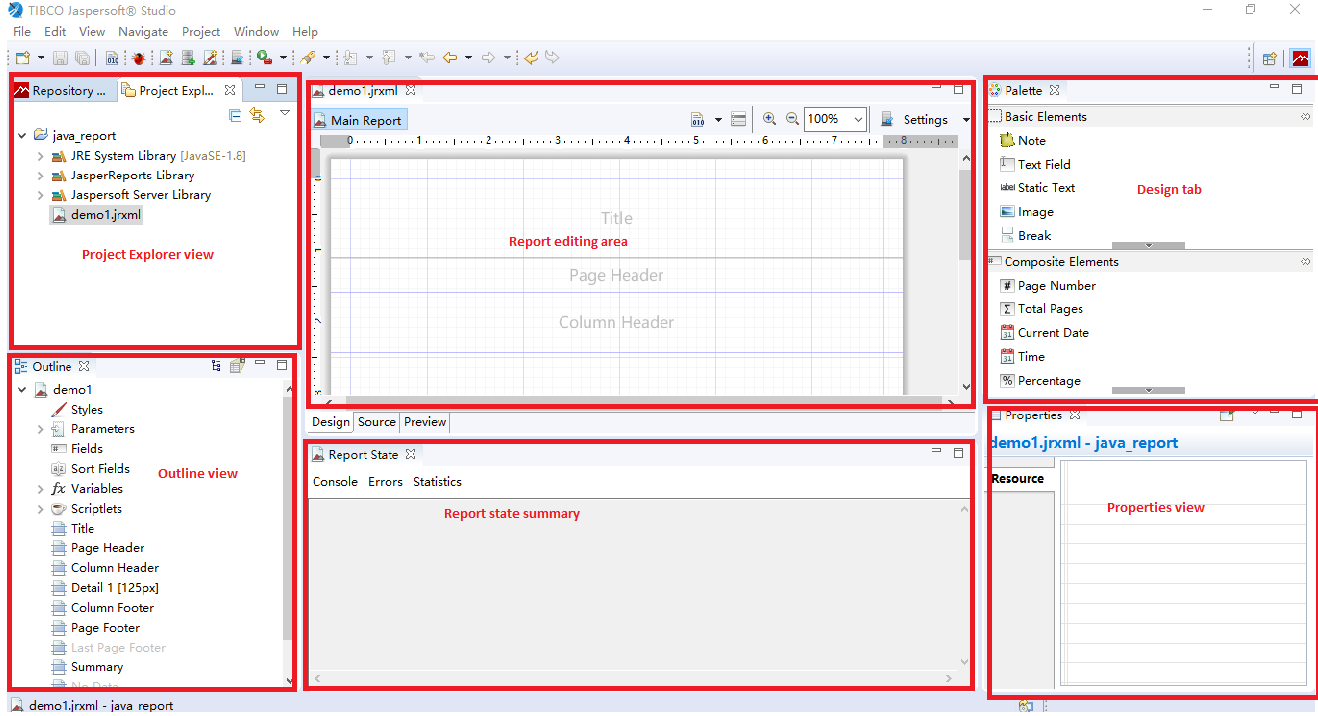 TIBCO Jaspersoft® Studio
File Edit View Navigate Project Window Help
Repository ...
Project Expl...
java_report
JRE System Library [JavaSE-1.8]
JasperReports Library
Jaspersoft Server Library
demo1.jrxml
Project Explorer view
Outline
demo1
Styles
Parameters
Fields
Sort Fields
Variables
Scriptlets
Title
Page Header
Column Header
Detail 1 [125px]
Column Footer
Page Footer
Last Page Footer
Summary
No Data
Outline view
demo1.jrxml
Main Report
100%
Settings
0 1 2 3 4 5 6 7 8
Title
Report editing area
Page Header
Column Header
Design Source Preview
Report State
Console Errors Statistics
Report state summary
Palette
Basic Elements
Note
Text Field
label Static Text
Image
Break
Design tab
Composite Elements
# Page Number
Σ Total Pages
31 Current Date
31 Time
% Percentage
Properties
demo1.jrxml - java_report
Resource
Properties view
demo1.jrxml - java_report